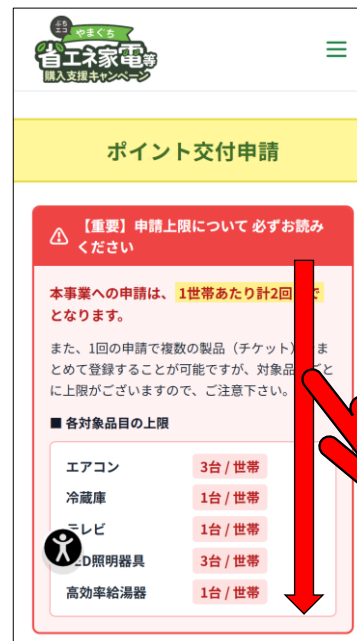 ぷちエコ
やまぐち
省エネ家電等
購入支援キャンペーン
ポイント交付申請
【重要】申請上限について 必ずお読み
ください
本事業への申請は、1世帯あたり計2回 で
となります。
また、1回の申請で複数の製品（チケット） ま
とめて登録することが可能ですが、対象品 ごと
に上限がございますので、ご注意下さい。
■ 各対象品目の上限
エアコン 3台 / 世帯
冷蔵庫 1台 / 世帯
テレビ 1台 / 世帯
ED照明器具 3台 / 世帯
高効率給湯器 1台 / 世帯